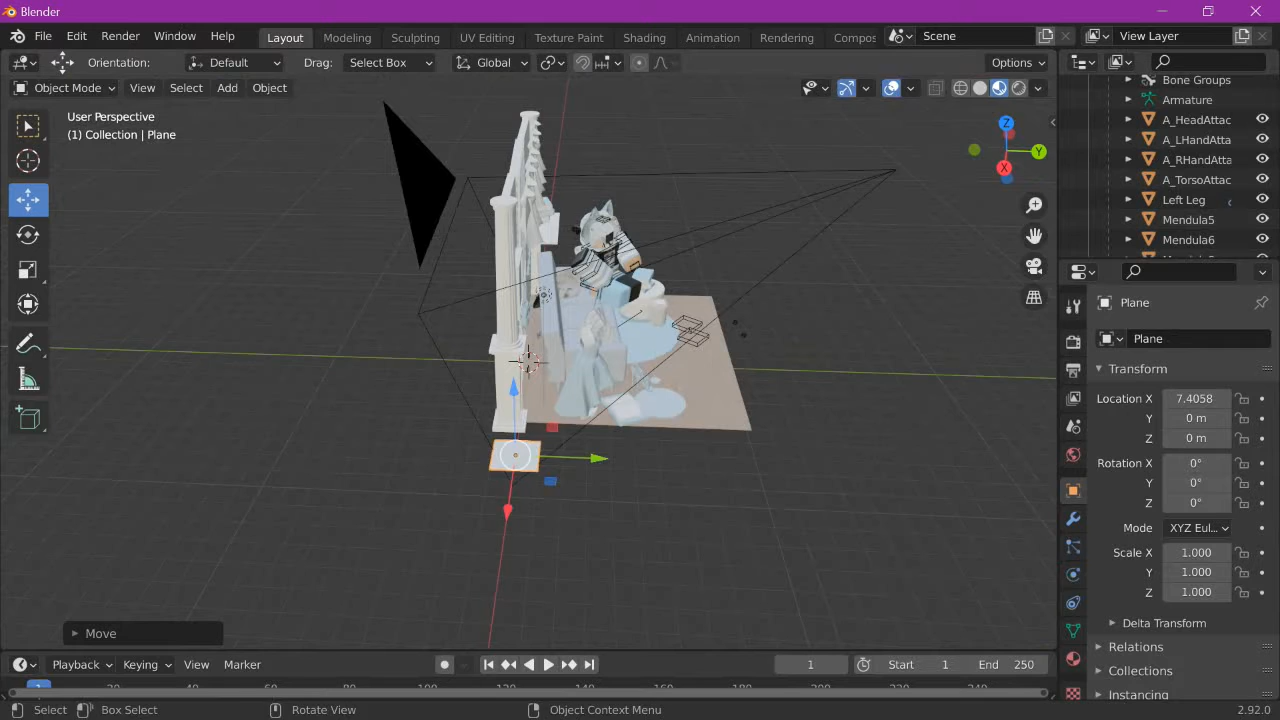 Blender
File Edit Render Window Help Layout Modeling Sculpting UV Editing Texture Paint Shading Animation Rendering Compos Scene View Layer
Orientation: Default Drag: Select Box Global Options
Object Mode View Select Add Object
User Perspective
(1) Collection | Plane
Z
Y
X
Bone Groups
Armature
A_HeadAttac
A_LHandAtta
A_RHandAtta
A_TorsoAttac
Left Leg
Mendula5
Mendula6
Plane
Plane
Transform
Location X 7.4058
Y 0 m
Z 0 m
Rotation X 0°
Y 0°
Z 0°
Mode XYZ Eul...
Scale X 1.000
Y 1.000
Z 1.000
Delta Transform
Relations
Collections
Instancing
Move
Playback Keying View Marker 1 Start 1 End 250
1
Select Box Select Rotate View Object Context Menu 2.92.0